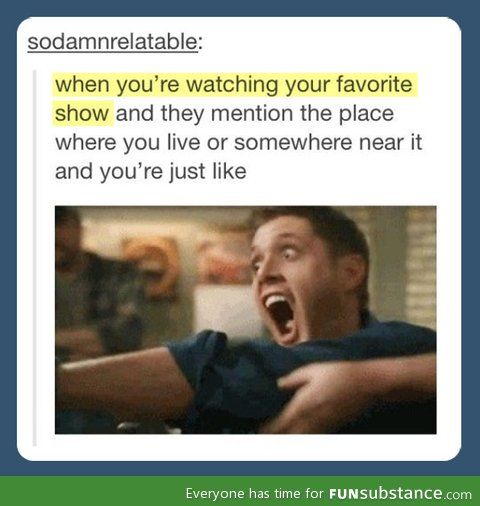 sodamnrelatable:
when you're watching your favorite
show and they mention the place
where you live or somewhere near it
and you're just like
Everyone has time for FUNsubstance.com